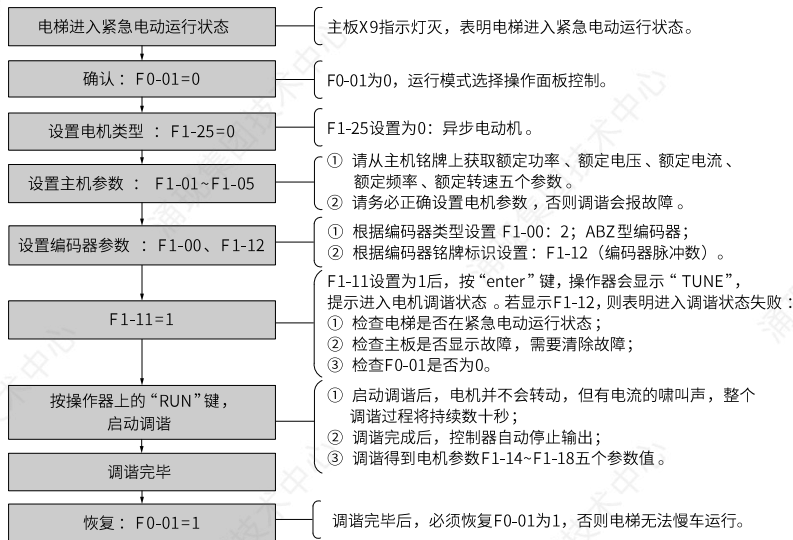 电梯进入紧急电动运行状态
主板X9指示灯灭，表明电梯进入紧急电动运行状态。
确认：F0-01=0
F0-01为0，运行模式选择操作面板控制。
设置电机类型 ：F1-25=0
F1-25设置为0：异步电动机。
设置主机参数 ： F1-01~F1-05
① 请从主机铭牌上获取额定功率、额定电压、额定电流、
额定频率、额定转速五个参数。
② 请务必正确设置电机参数,否则调谐会报故障。
设置编码器参数 ：F1-00、F1-12
① 根据编码器类型设置 F1-00：2；ABZ型编码器；
② 根据编码器铭牌标识设置：F1-12（编码器脉冲数）。
F1-11=1
F1-11设置为1后，按“enter”键，操作器会显示“ TUNE”，
提示进入电机调谐状态 。若显示F1-12，则表明进入调谐状态失败：
① 检查电梯是否在紧急电动运行状态；
② 检查主板是否显示故障，需要清除故障；
③ 检查F0-01是否为0。
按操作器上的“RUN”键，
启动调谐
① 启动调谐后，电机并不会转动，但有电流的啸叫声，整个
调谐过程将持续数十秒；
② 调谐完成后，控制器自动停止输出；
③ 调谐得到电机参数F1-14~F1-18五个参数值。
调谐完毕
恢复：F0-01=1
调谐完毕后，必须恢复F0-01为1，否则电梯无法慢车运行。